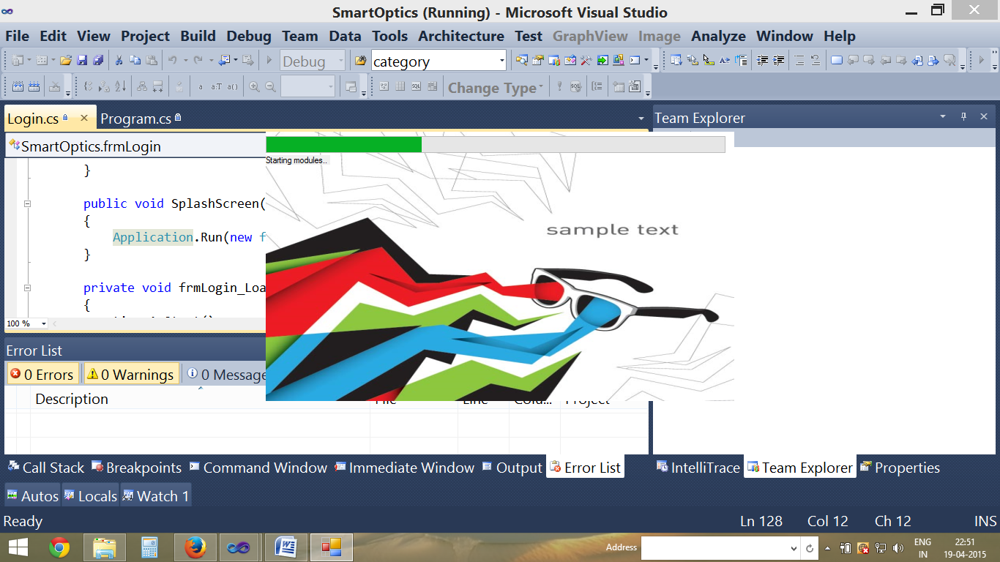 SmartOptics (Running) - Microsoft Visual Studio
File Edit View Project Build Debug Team Data Tools Architecture Test GraphView Image Analyze Window Help
Debug category
Change Type
Login.cs Program.cs Team Explorer
SmartOptics.frmLogin
Starting modules..
}
public void SplashScreen(
{
Application.Run(new f
}
private void frmLogin_Loa
{
sample text
100 %
Error List
0 Errors 0 Warnings 0 Message
Description File Line Colu... Project
Call Stack Breakpoints Command Window Immediate Window Output Error List IntelliTrace Team Explorer Properties
Autos Locals Watch 1
Ready Ln 128 Col 12 Ch 12 INS
Address ENG 22:51
IN 19-04-2015